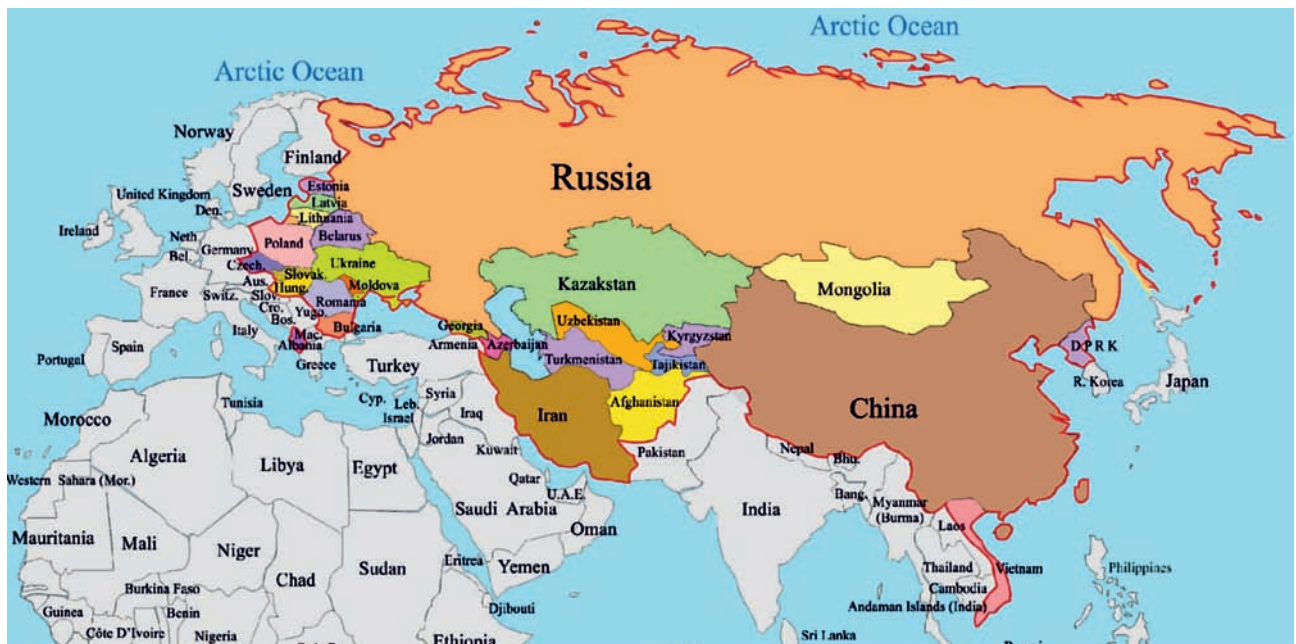 Arctic Ocean
Arctic Ocean
Norway
Finland
Russia
Sweden
Estonia
United Kingdom
Latvia
Den.
Lithuania
Ireland
Neth
Belarus
Poland
Germany
Bel.
Ukraine
Czech.
Slovak.
Aus.
Hung.
Moldova
Kazakstan
Mongolia
France
Switz.
Slov.
Romania
Cro.
Yugo.
Bos.
Uzbekistan
Georgia
Bulgaria
Italy
Mac.
Armenia
Azerbaijan
Kyrgyzstan
D P R K
Albania
Portugal
Spain
Greece
Turkey
Turkmenistan
Tajikistan
R. Korea
Japan
Tunisia
Cyp.
Leb.
Syria
Israel
Iraq
Iran
Afghanistan
China
Morocco
Jordan
Kuwait
Pakistan
Nepal
Bhu.
Algeria
Libya
Egypt
Qatar
U.A.E.
Western Sahara (Mor.)
Saudi Arabia
India
Bang.
Myanmar
(Burma)
Laos
Oman
Mauritania
Mali
Niger
Chad
Sudan
Eritrea
Yemen
Thailand
Vietnam
Philippines
Burkina Faso
Cambodia
Guinea
Benin
Djibouti
Andaman Islands (India)
Côte D'Ivoire
Nigeria
Ethiopia
Sri Lanka